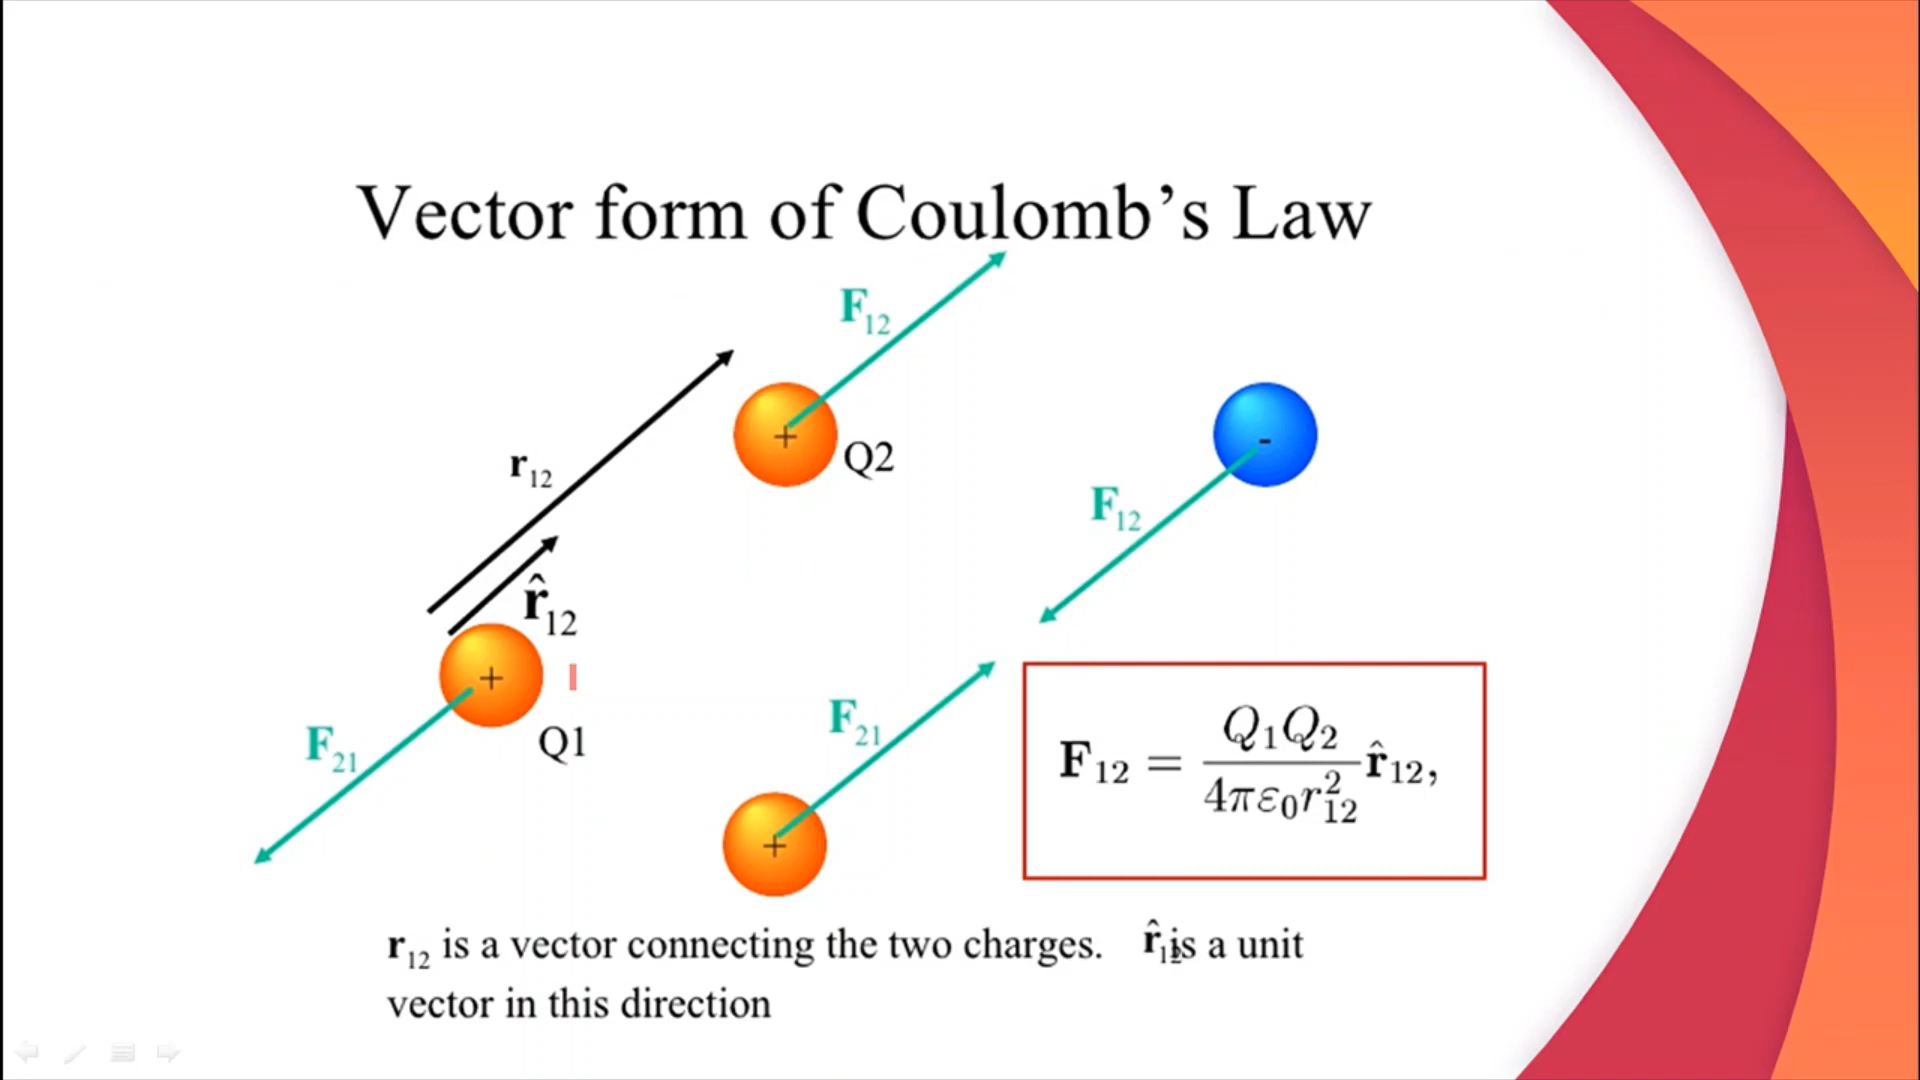 Vector form of Coulomb’s Law
F12
r12
+
Q2
-
F12
r̂12
+
Q1
F21
F21
+
F12 = Q1Q2 / 4πε0r²12 r̂12,
r12 is a vector connecting the two charges. r̂12 is a unit
vector in this direction